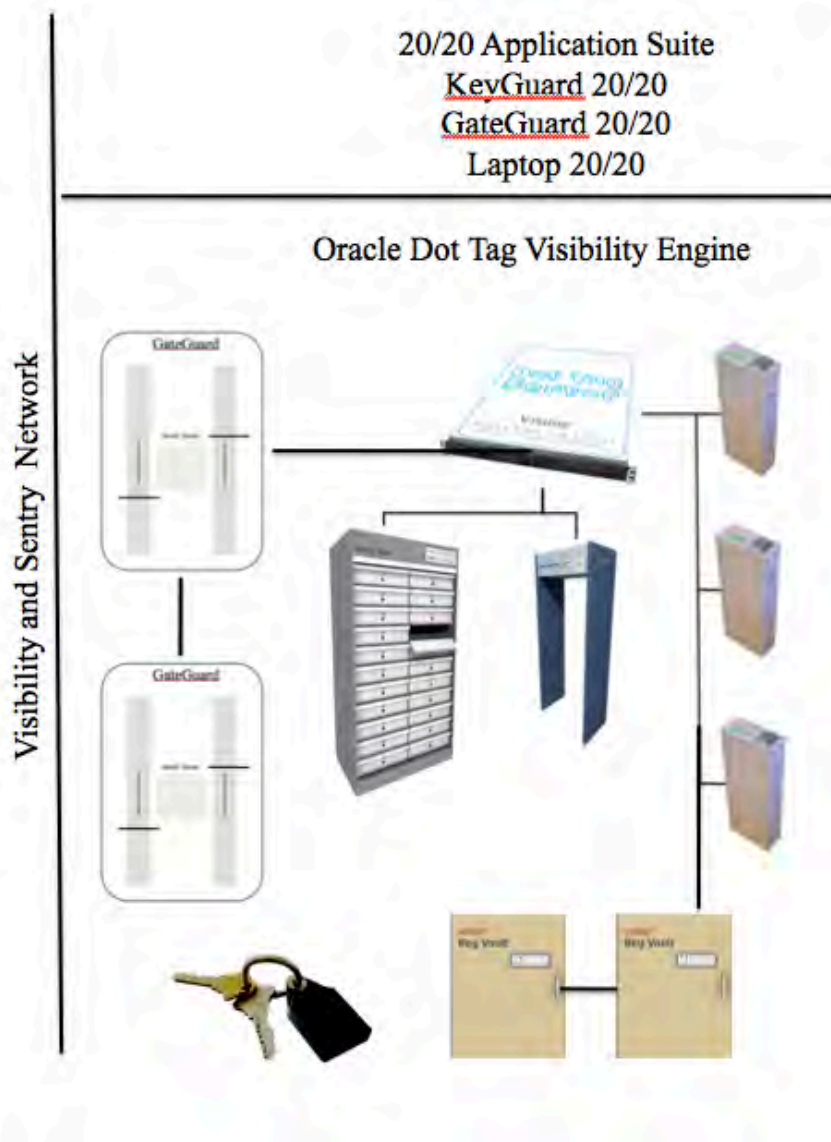 20/20 Application Suite
KeyGuard 20/20
GateGuard 20/20
Laptop 20/20
Oracle Dot Tag Visibility Engine
Visibility and Sentry Network
GateGuard
GateGuard
Key Vault
Key Vault